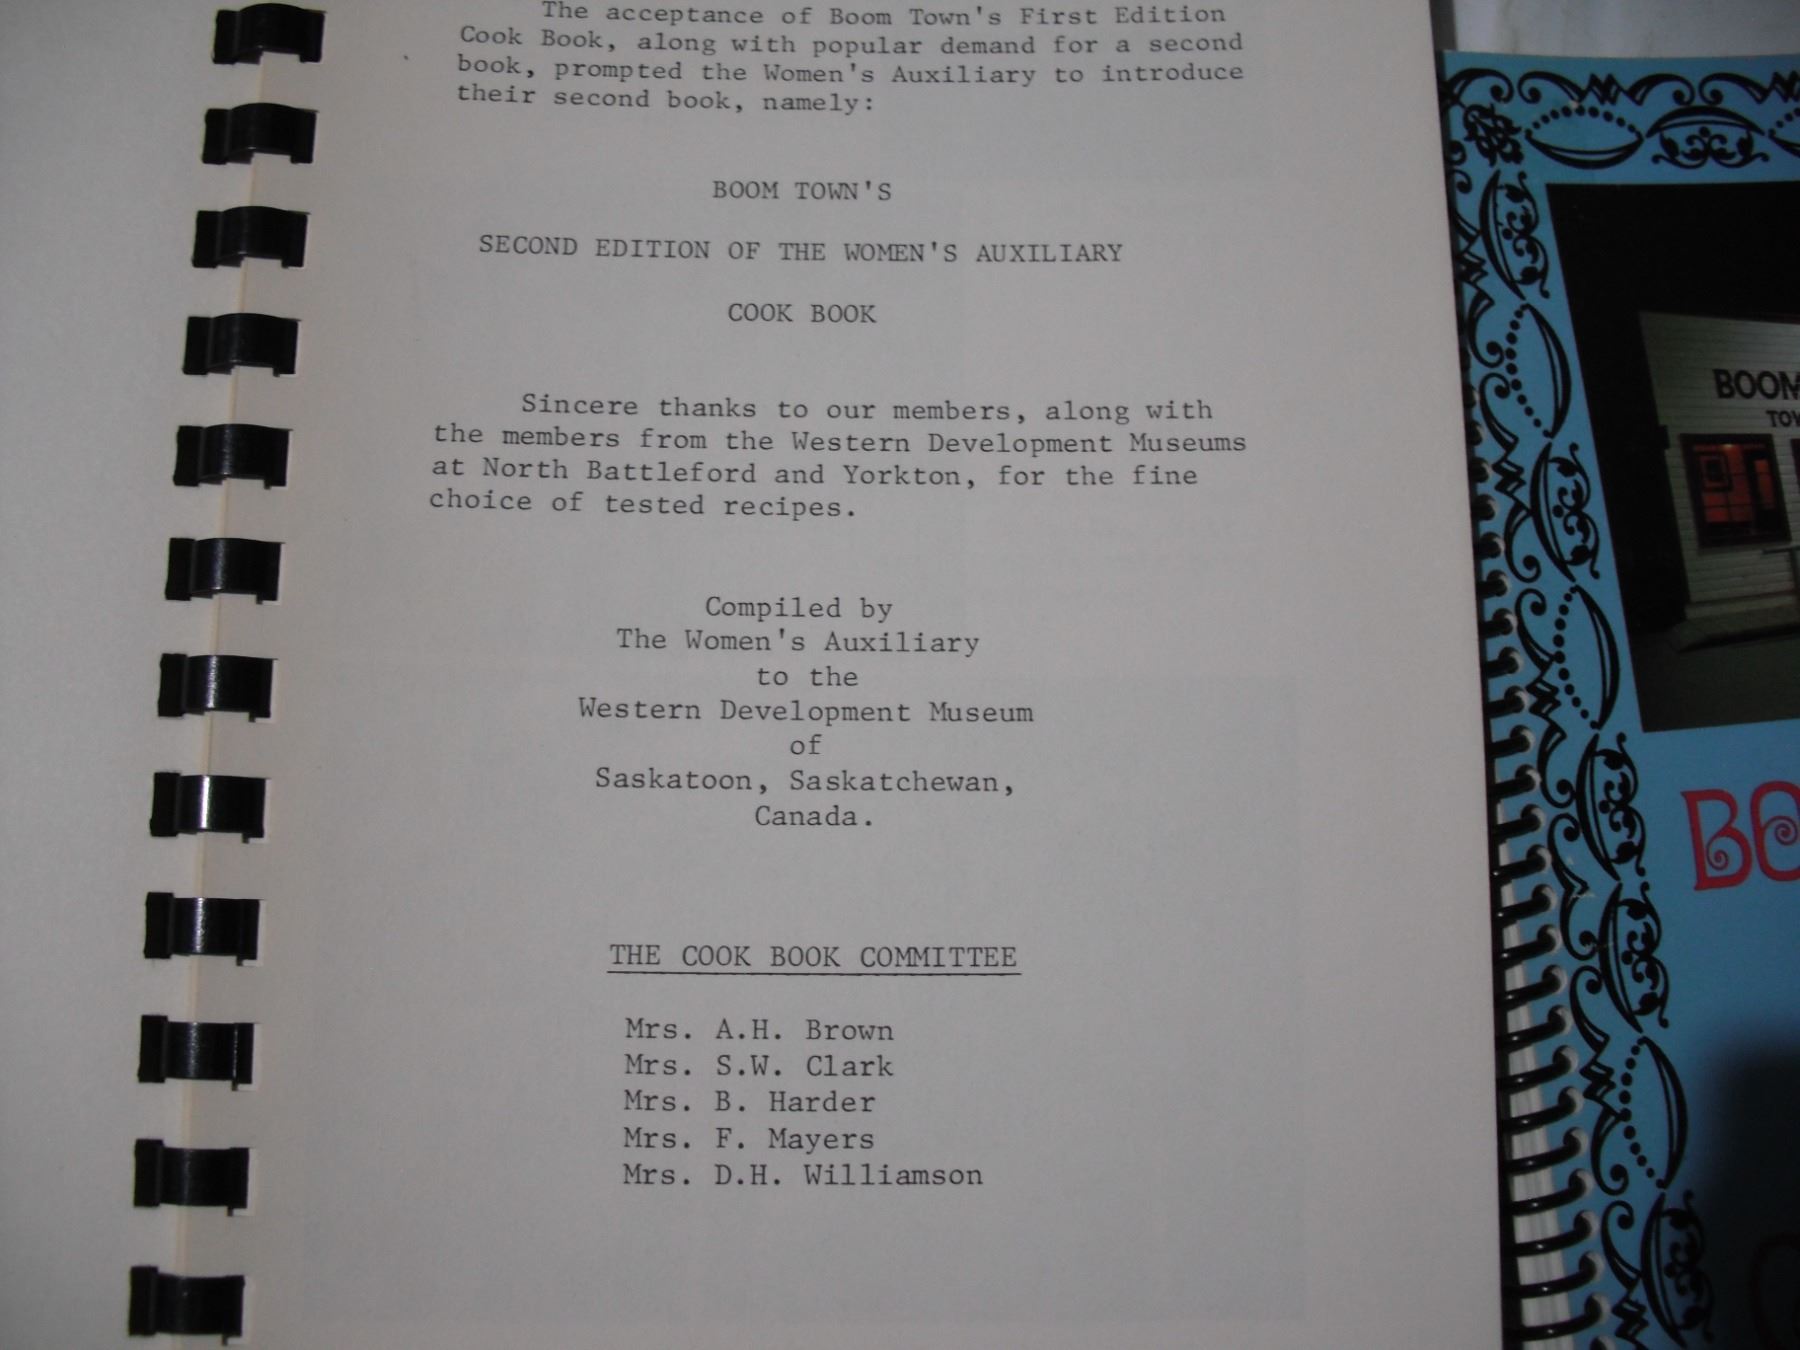 The acceptance of Boom Town's First Edition
Cook Book, along with popular demand for a second
book, prompted the Women's Auxiliary to introduce
their second book, namely:
BOOM TOWN'S
SECOND EDITION OF THE WOMEN'S AUXILIARY
COOK BOOK
Sincere thanks to our members, along with
the members from the Western Development Museums
at North Battleford and Yorkton, for the fine
choice of tested recipes.
Compiled by
The Women's Auxiliary
to the
Western Development Museum
of
Saskatoon, Saskatchewan,
Canada.
THE COOK BOOK COMMITTEE
Mrs. A.H. Brown
Mrs. S.W. Clark
Mrs. B. Harder
Mrs. F. Mayers
Mrs. D.H. Williamson
BOOM
TOW
BO